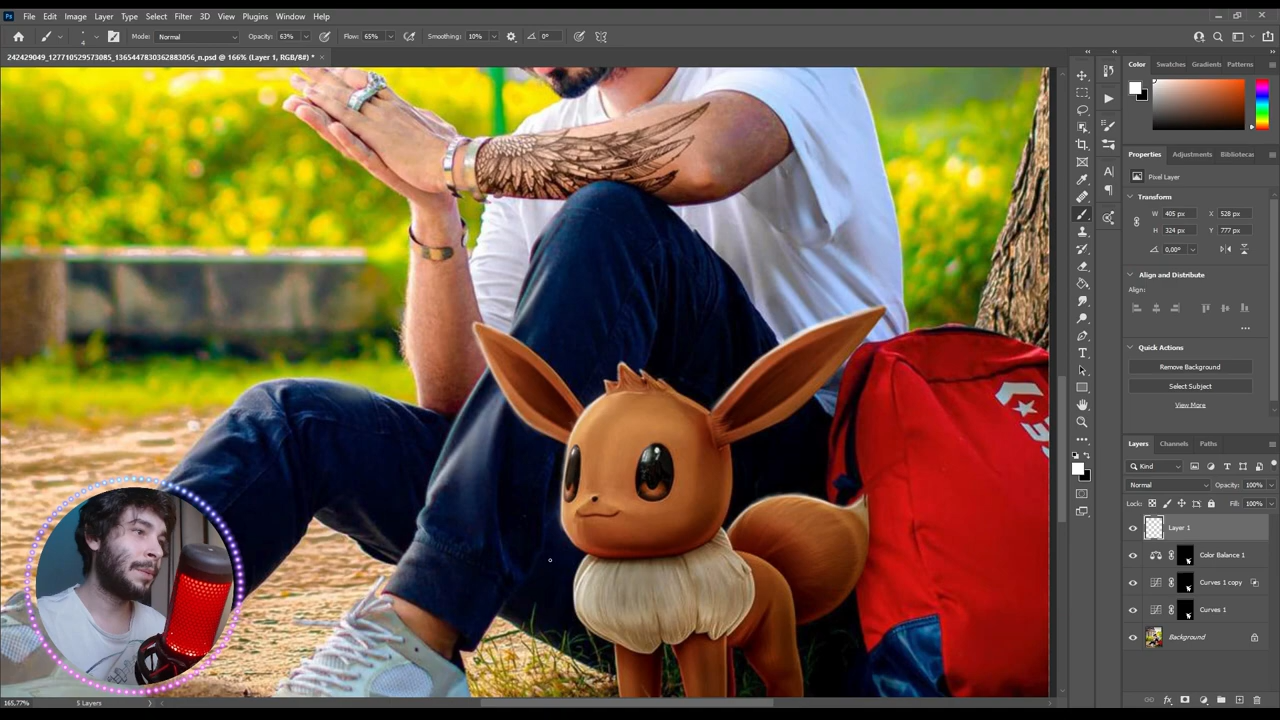 File Edit Image Layer Type Select Filter 3D View Plugins Window Help
Mode: Normal Opacity: 63% Flow: 65% Smoothing: 10% 0°
4
242429049_127710529573085_1365447830362883056_n.psd @ 166% (Layer 1, RGB/8#) *
Color Swatches Gradients Patterns
Properties Adjustments Bibliotecas
Pixel Layer
Transform
W 405 px X 528 px
H 324 px Y 777 px
0,00°
Align and Distribute
Align:
Quick Actions
Remove Background
Select Subject
View More
Layers Channels Paths
Kind
Normal Opacity: 100%
Lock: Fill: 100%
Layer 1
Color Balance 1
Curves 1 copy
Curves 1
Background
165,77% 5 Layers